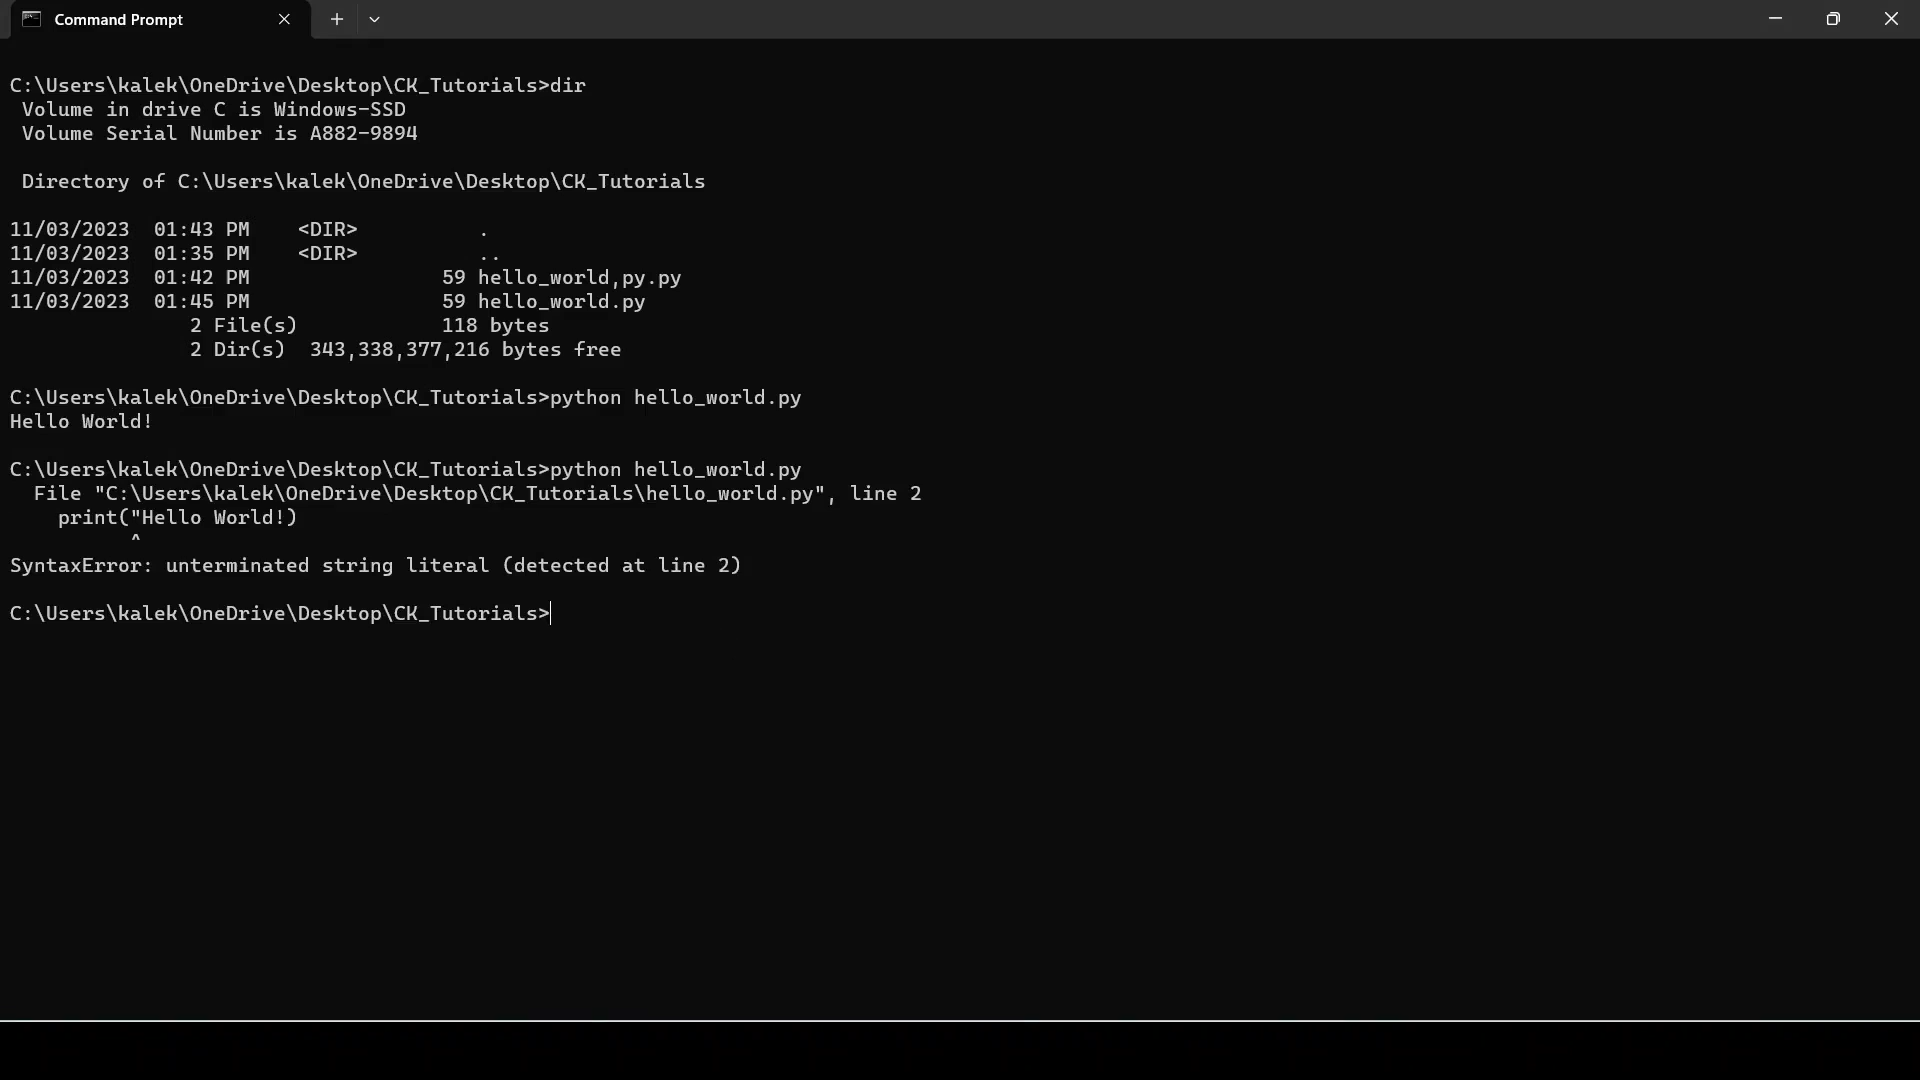 Command Prompt
C:\Users\kalek\OneDrive\Desktop\CK_Tutorials>dir
 Volume in drive C is Windows-SSD
 Volume Serial Number is A882-9894
 Directory of C:\Users\kalek\OneDrive\Desktop\CK_Tutorials
11/03/2023  01:43 PM    <DIR>          .
11/03/2023  01:35 PM    <DIR>          ..
11/03/2023  01:42 PM                59 hello_world,py.py
11/03/2023  01:45 PM                59 hello_world.py
               2 File(s)            118 bytes
               2 Dir(s)  343,338,377,216 bytes free
C:\Users\kalek\OneDrive\Desktop\CK_Tutorials>python hello_world.py
Hello World!
C:\Users\kalek\OneDrive\Desktop\CK_Tutorials>python hello_world.py
  File "C:\Users\kalek\OneDrive\Desktop\CK_Tutorials\hello_world.py", line 2
    print("Hello World!)
          ^
SyntaxError: unterminated string literal (detected at line 2)
C:\Users\kalek\OneDrive\Desktop\CK_Tutorials>